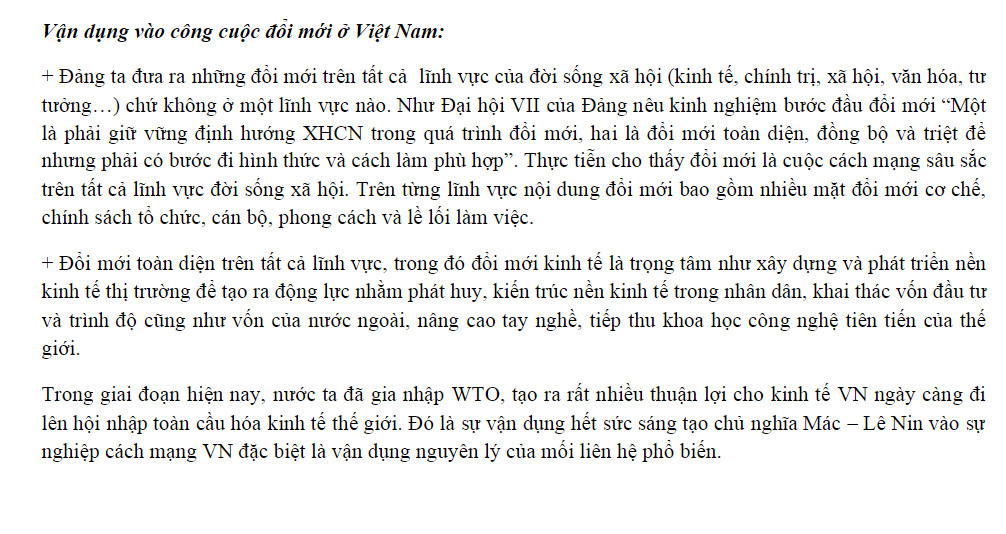 Vận dụng vào công cuộc đổi mới ở Việt Nam:
+ Đảng ta đưa ra những đổi mới trên tất cả lĩnh vực của đời sống xã hội (kinh tế, chính trị, xã hội, văn hóa, tư
tưởng…) chứ không ở một lĩnh vực nào. Như Đại hội VII của Đảng nêu kinh nghiệm bước đầu đổi mới “Một
là phải giữ vững định hướng XHCN trong quá trình đổi mới, hai là đổi mới toàn diện, đồng bộ và triệt để
nhưng phải có bước đi hình thức và cách làm phù hợp”. Thực tiễn cho thấy đổi mới là cuộc cách mạng sâu sắc
trên tất cả lĩnh vực đời sống xã hội. Trên từng lĩnh vực nội dung đổi mới bao gồm nhiều mặt đổi mới cơ chế,
chính sách tổ chức, cán bộ, phong cách và lề lối làm việc.
+ Đổi mới toàn diện trên tất cả lĩnh vực, trong đó đổi mới kinh tế là trọng tâm như xây dựng và phát triển nền
kinh tế thị trường để tạo ra động lực nhằm phát huy, kiến trúc nền kinh tế trong nhân dân, khai thác vốn đầu tư
và trình độ cũng như vốn của nước ngoài, nâng cao tay nghề, tiếp thu khoa học công nghệ tiên tiến của thế
giới.
Trong giai đoạn hiện nay, nước ta đã gia nhập WTO, tạo ra rất nhiều thuận lợi cho kinh tế VN ngày càng đi
lên hội nhập toàn cầu hóa kinh tế thế giới. Đó là sự vận dụng hết sức sáng tạo chủ nghĩa Mác – Lê Nin vào sự
nghiệp cách mạng VN đặc biệt là vận dụng nguyên lý của mối liên hệ phổ biến.